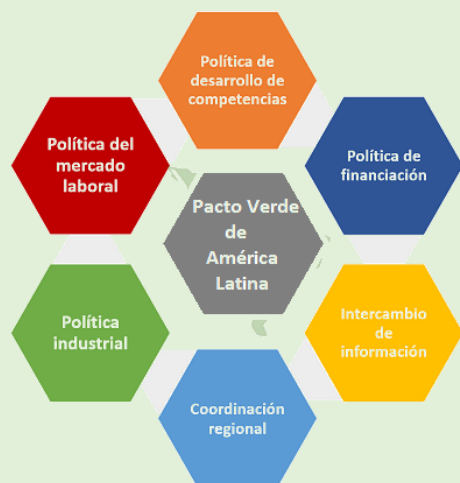 Política de
desarrollo de
competencias
Política del
mercado
laboral
Política de
financiación
Pacto Verde
de
América
Latina
Política
industrial
Intercambio
de
información
Coordinación
regional